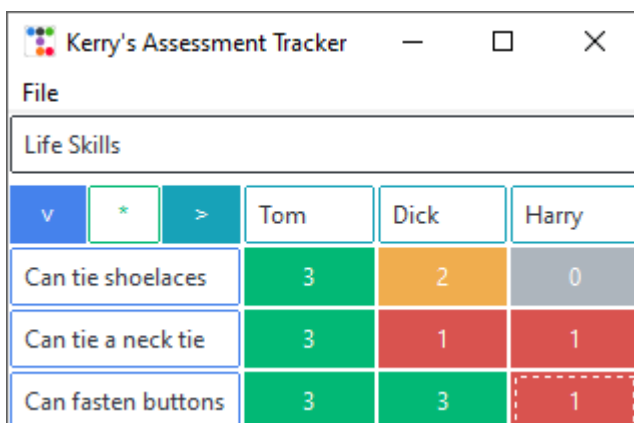 Kerry's Assessment Tracker
File
Life Skills
v * > Tom Dick Harry
Can tie shoelaces 3 2 0
Can tie a neck tie 3 1 1
Can fasten buttons 3 3 1